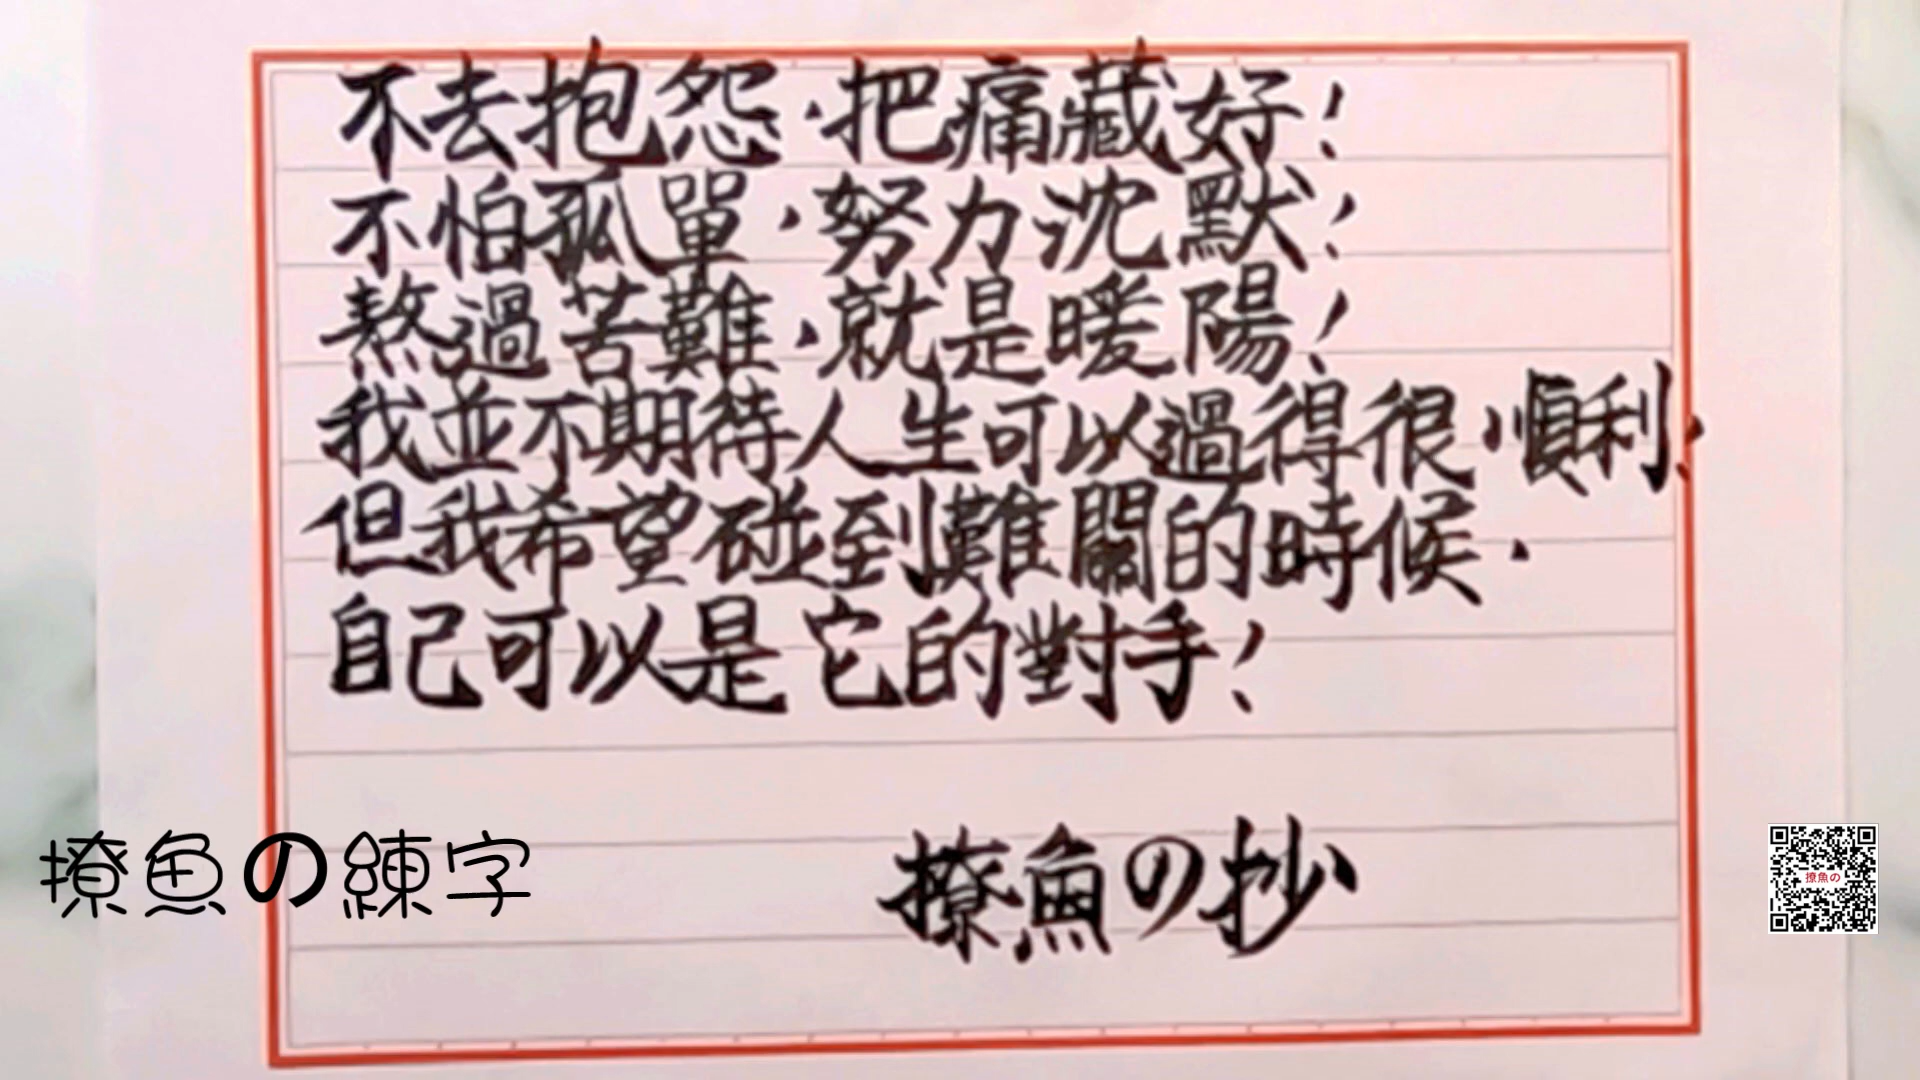 不去抱怨，把痛藏好！
不怕孤單，努力沈默！
熬過苦難，就是暖陽！
我並不期待人生可以過得很順利，
但我希望碰到難關的時候，
自己可以是它的對手！
撩魚の抄
撩魚の練字
撩魚の